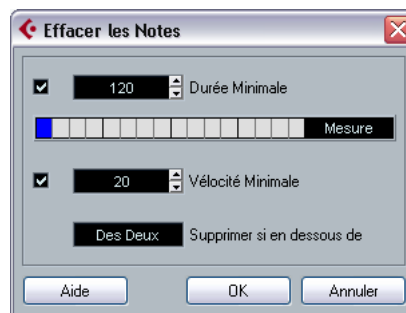 Effacer les Notes
120 Durée Minimale
Mesure
20 Vélocité Minimale
Des Deux Supprimer si en dessous de
Aide OK Annuler